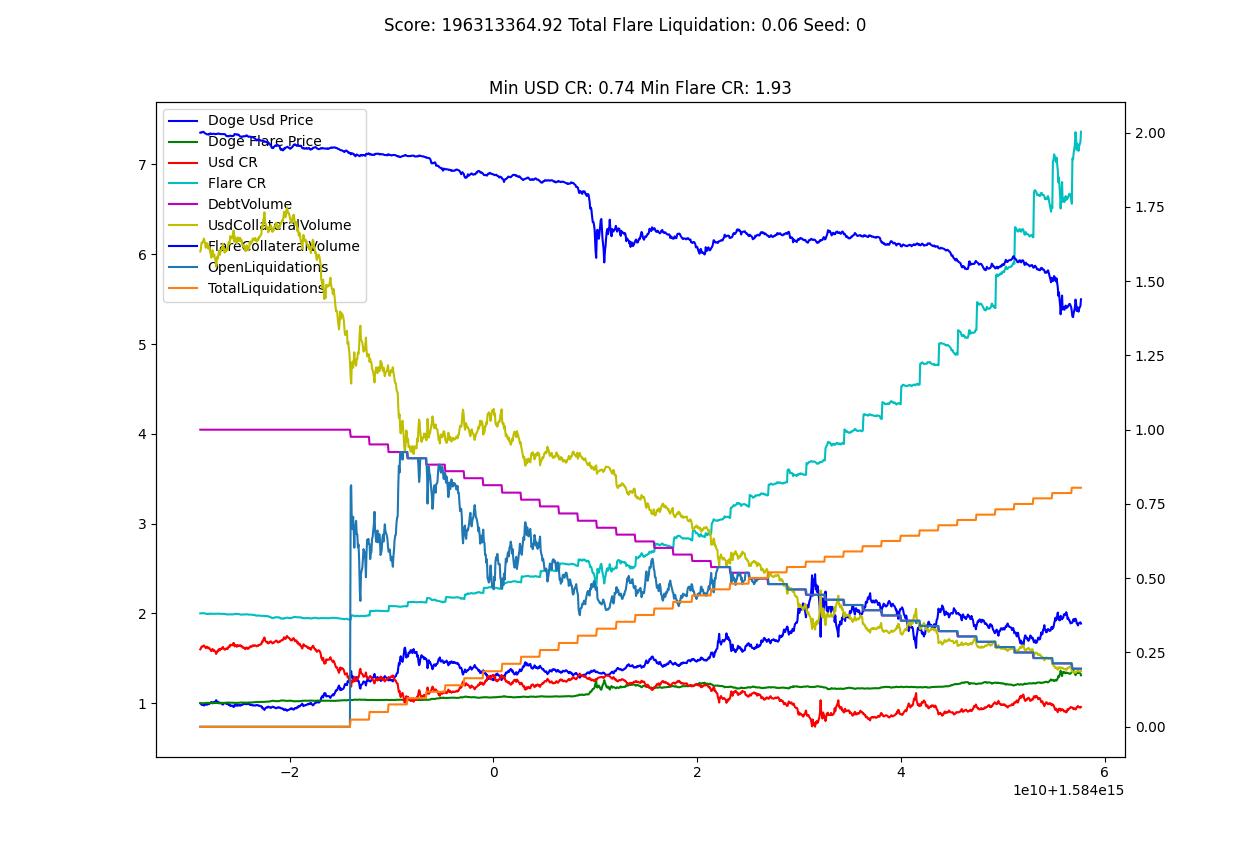 Score: 196313364.92 Total Flare Liquidation: 0.06 Seed: 0
Min USD CR: 0.74 Min Flare CR: 1.93
Doge Usd Price
Doge Flare Price
Usd CR
Flare CR
DebtVolume
UsdCollateralVolume
FlareCollateralVolume
OpenLiquidations
TotalLiquidations
7
6
5
4
3
2
1
2.00
1.75
1.50
1.25
1.00
0.75
0.50
0.25
0.00
−2
0
2
4
6
1e10+1.584e15